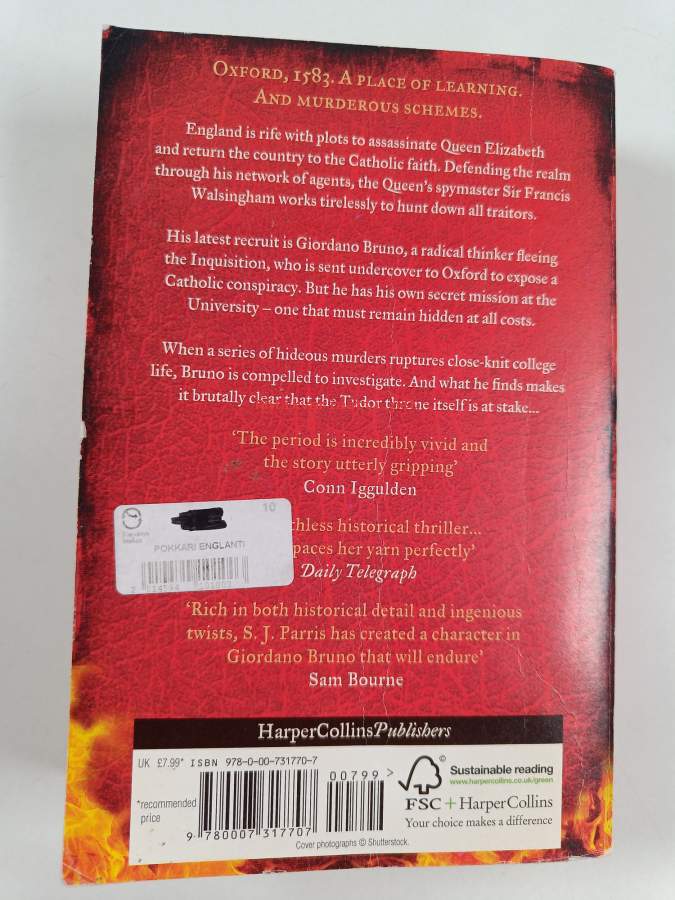 OXFORD, 1583. A PLACE OF LEARNING.
AND MURDEROUS SCHEMES.
England is rife with plots to assassinate Queen Elizabeth
and return the country to the Catholic faith. Defending the realm
through his network of agents, the Queen's spymaster Sir Francis
Walsingham works tirelessly to hunt down all traitors.
His latest recruit is Giordano Bruno, a radical thinker fleeing
the Inquisition, who is sent undercover to Oxford to expose a
Catholic conspiracy. But he has his own secret mission at the
University – one that must remain hidden at all costs.
When a series of hideous murders ruptures close-knit college
life, Bruno is compelled to investigate. And what he finds makes
it brutally clear that the Tudor throne itself is at stake...
'The period is incredibly vivid and
the story utterly gripping'
Conn Iggulden
10
POKKARI ENGLANTI
chless historical thriller...
paces her yarn perfectly'
Daily Telegraph
'Rich in both historical detail and ingenious
twists, S. J. Parris has created a character in
Giordano Bruno that will endure'
Sam Bourne
HarperCollinsPublishers
UK £7.99* ISBN 978-0-00-731770-7
00799 >
*recommended
price
9 780007 317707
Sustainable reading
www.harpercollins.co.uk/green
FSC + HarperCollins
Your choice makes a difference
Cover photographs © Shutterstock.